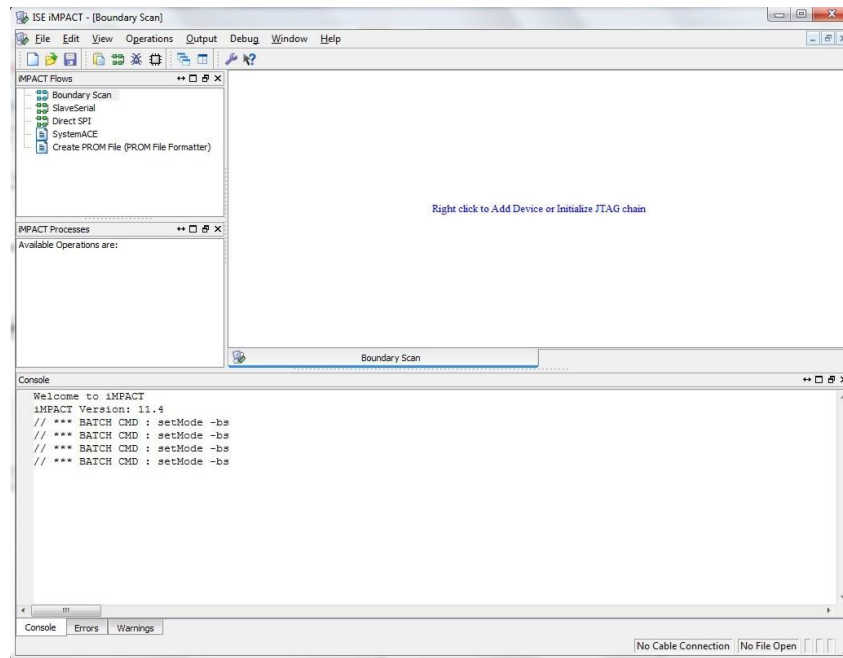 ISE iMPACT - [Boundary Scan]
File Edit View Operations Output Debug Window Help
iMPACT Flows
Boundary Scan
SlaveSerial
Direct SPI
SystemACE
Create PROM File (PROM File Formatter)
Right click to Add Device or Initialize JTAG chain
iMPACT Processes
Available Operations are:
Boundary Scan
Console
Welcome to iMPACT
iMPACT Version: 11.4
// *** BATCH CMD : setMode -bs
// *** BATCH CMD : setMode -bs
// *** BATCH CMD : setMode -bs
// *** BATCH CMD : setMode -bs
Console Errors Warnings
No Cable Connection No File Open